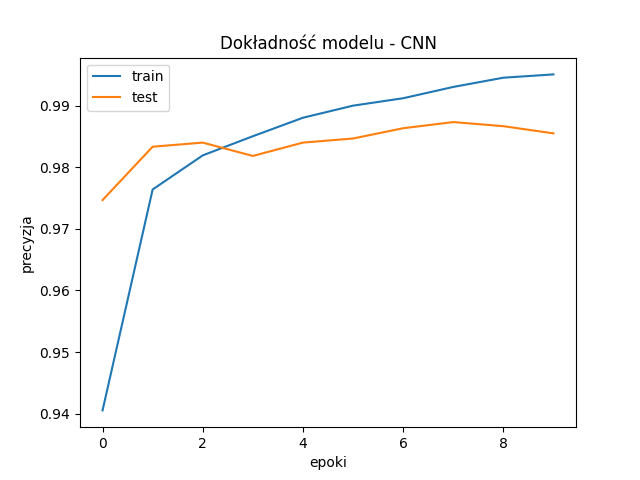 Dokładność modelu - CNN
train
test
0.99
0.98
0.97
0.96
0.95
0.94
precyzja
0 2 4 6 8
epoki